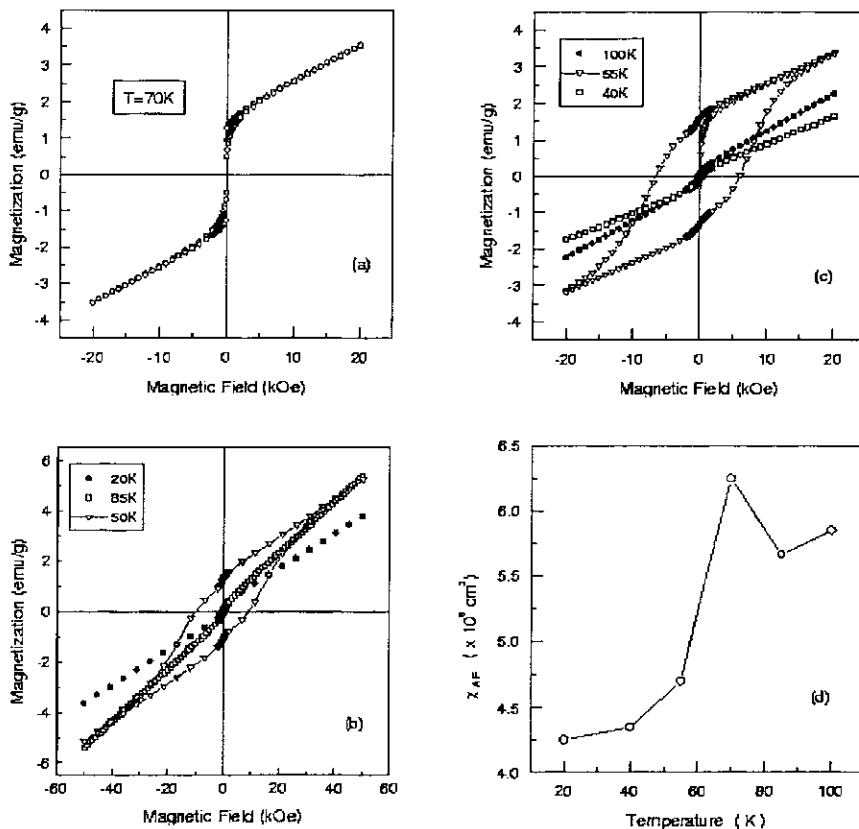 4
3
2
1
0
-1
-2
-3
-4
Magnetization (emu/g)
T=70K
(a)
-20 -10 0 10 20
Magnetic Field (kOe)
4
3
2
1
0
-1
-2
-3
-4
Magnetization (emu/g)
100K
55K
40K
(c)
-20 -10 0 10 20
Magnetic Field (kOe)
6
4
2
0
-2
-4
-6
Magnetization (emu/g)
20K
85K
50K
(b)
-60 -40 -20 0 20 40 60
Magnetic Field (kOe)
6.5
6.0
5.5
5.0
4.5
4.0
χ AF ( x 10⁶ cm³)
(d)
20 40 60 80 100
Temperature ( K)